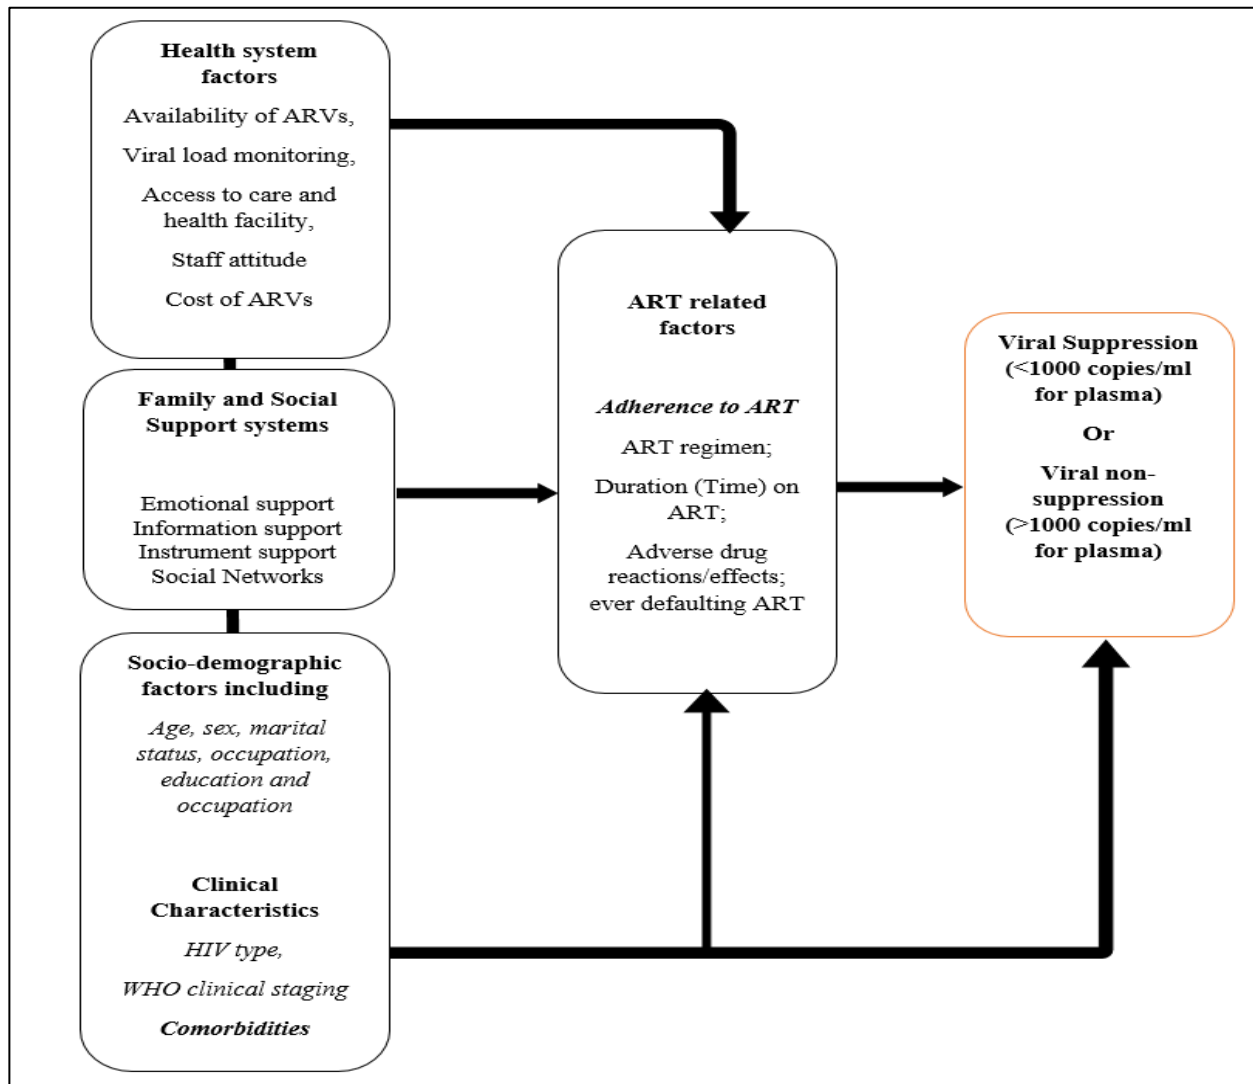 Health system
factors
Availability of ARVs,
Viral load monitoring,
Access to care and
health facility,
Staff attitude
Cost of ARVs
Family and Social
Support systems
Emotional support
Information support
Instrument support
Social Networks
Socio-demographic
factors including
Age, sex, marital
status, occupation,
education and
occupation
Clinical
Characteristics
HIV type,
WHO clinical staging
Comorbidities
ART related
factors
Adherence to ART
ART regimen;
Duration (Time) on
ART;
Adverse drug
reactions/effects;
ever defaulting ART
Viral Suppression
(<1000 copies/ml
for plasma)
Or
Viral non-
suppression
(>1000 copies/ml
for plasma)